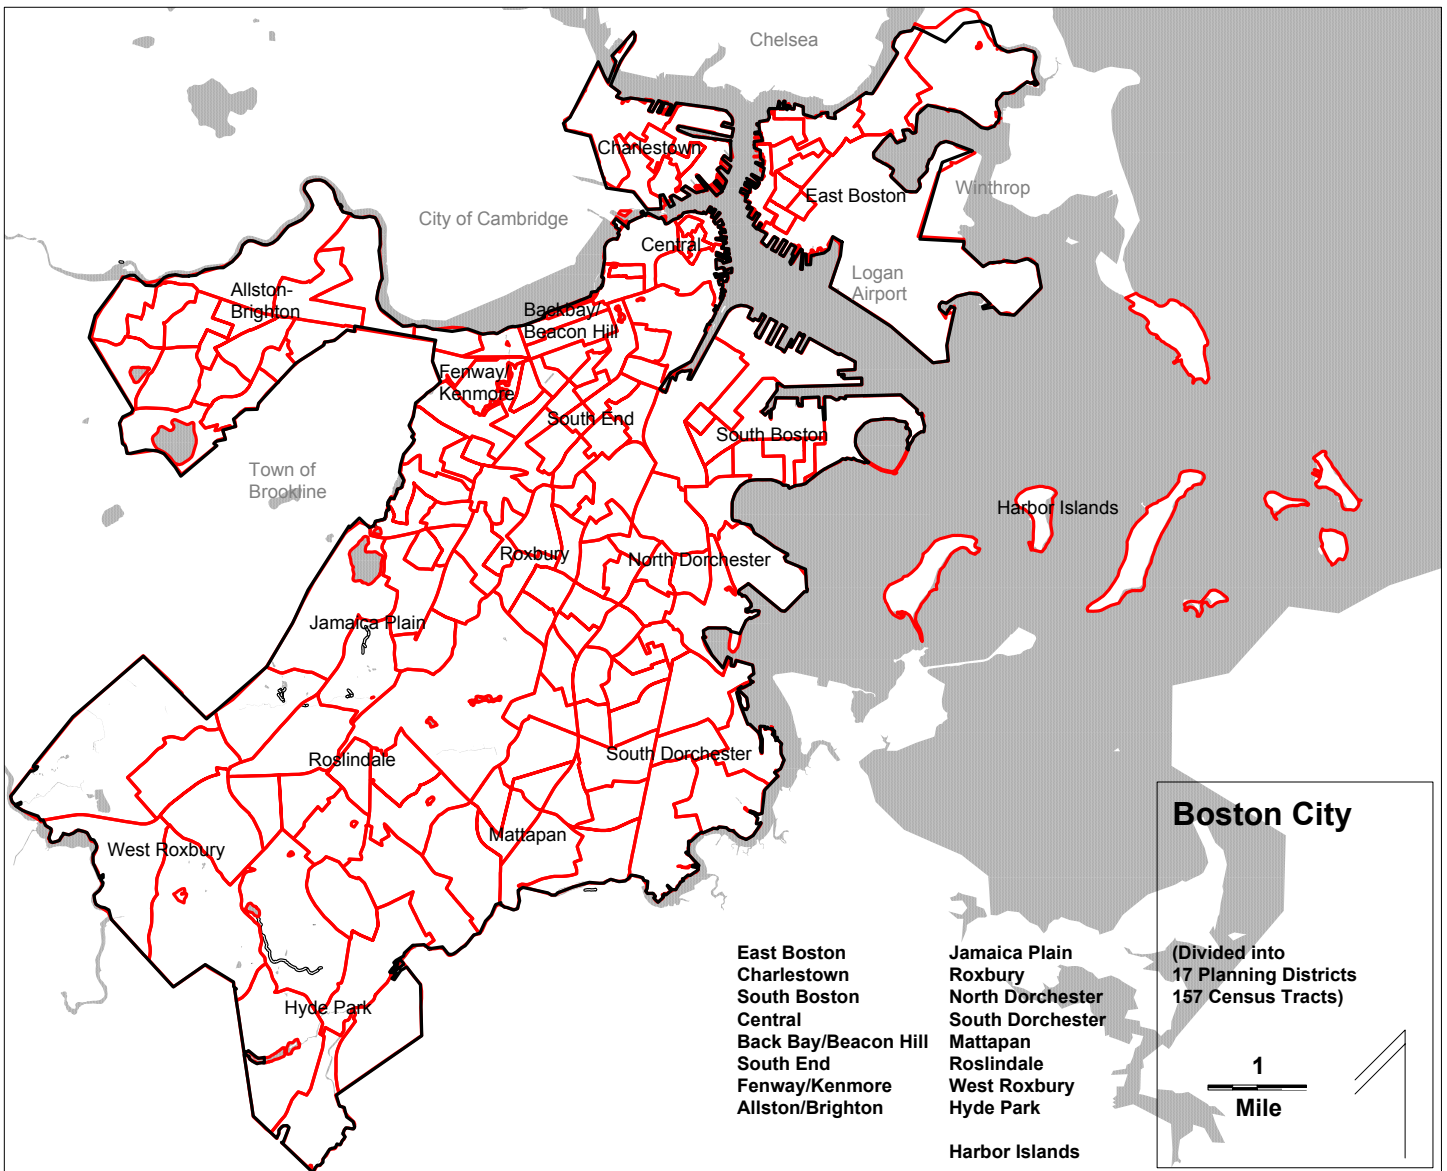 Chelsea
Charlestown
East Boston
Winthrop
City of Cambridge
Central
Logan
Airport
Allston-
Brighton
Backbay/
Beacon Hill
Fenway/
Kenmore
South End
South Boston
Town of
Brookline
Harbor Islands
Roxbury
North Dorchester
Jamaica Plain
Roslindale
South Dorchester
Mattapan
West Roxbury
Hyde Park
Boston City
(Divided into
17 Planning Districts
157 Census Tracts)
1
Mile
East Boston
Charlestown
South Boston
Central
Back Bay/Beacon Hill
South End
Fenway/Kenmore
Allston/Brighton
Jamaica Plain
Roxbury
North Dorchester
South Dorchester
Mattapan
Roslindale
West Roxbury
Hyde Park
Harbor Islands